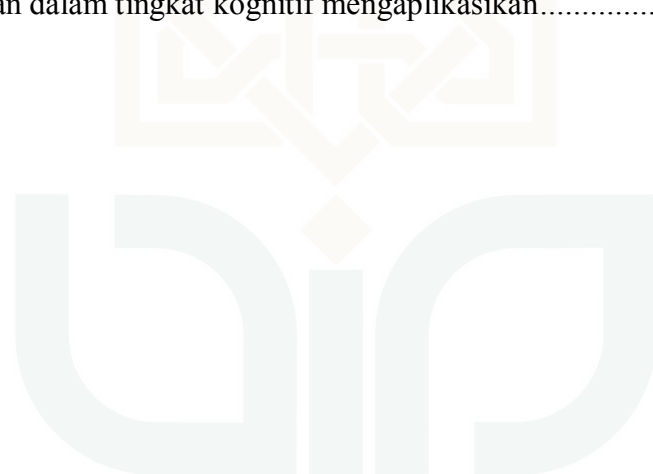 an dalam tingkat kognitif mengaplikasikan..............